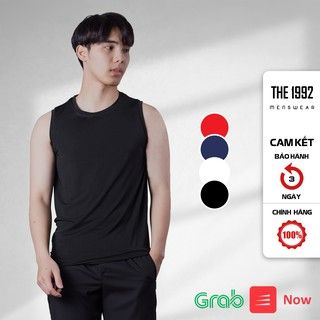 THE 1992
MENSWEAR
CAM KẾT
BẢO HÀNH
3
NGÀY
CHÍNH HÃNG
100%
Grab
Now